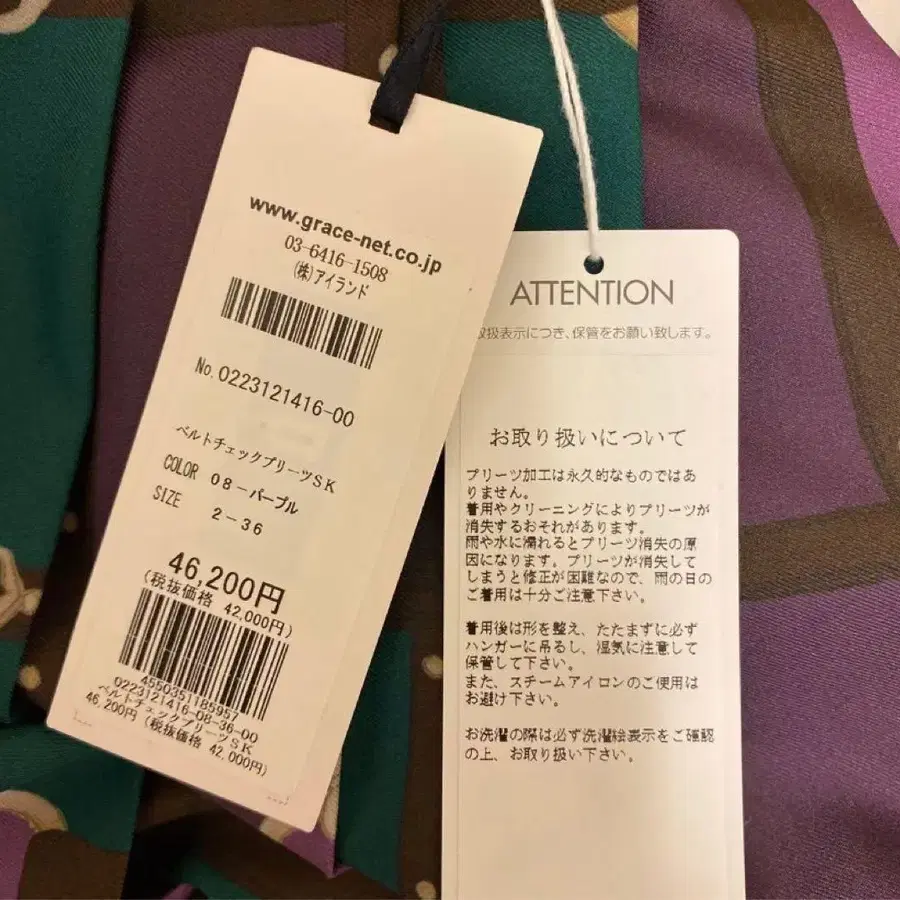 www.grace-net.co.jp
03-6416-1508
(株)アイランド
No. 0223121416-00
ベルトチェックプリーツSK
COLOR 08-パープル
SIZE 2-36
46,200円
(税抜価格 42,000円)
4550351185957
0223121416-08-36-00
ベルトチェックプリーツSK
46,200円 (税抜価格 42,000円)
ATTENTION
取扱表示につき、保管をお願い致します。
お取り扱いについて
プリーツ加工は永久的なものではあ
りません。
着用やクリーニングによりプリーツが
消失するおそれがあります。
雨や水に濡れるとプリーツ消失の原
因になります。プリーツが消失して
しまうと修正が困難なので、雨の日の
ご着用は十分ご注意下さい。
着用後は形を整え、たたまずに必ず
ハンガーに吊るし、湿気に注意して
保管して下さい。
また、スチームアイロンのご使用は
お避け下さい。
お洗濯の際は必ず洗濯絵表示をご確認
の上、お取り扱い下さい。